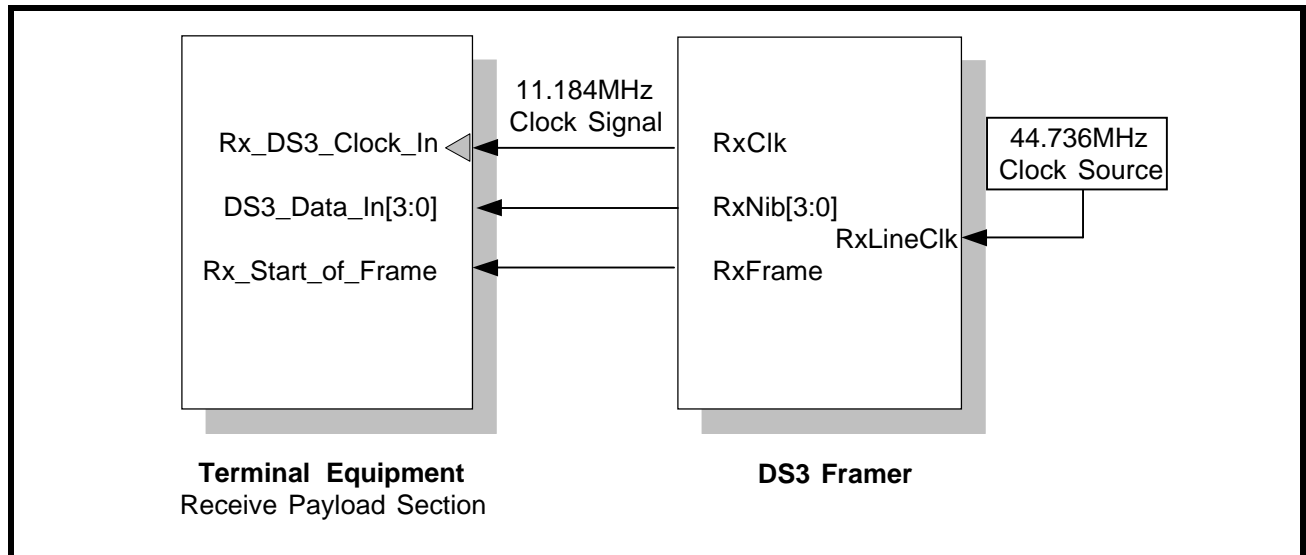 11.184MHz
Clock Signal
Rx_DS3_Clock_In
RxClk
44.736MHz
Clock Source
DS3_Data_In[3:0]
RxNib[3:0]
RxLineClk
Rx_Start_of_Frame
RxFrame
Terminal Equipment
Receive Payload Section
DS3 Framer